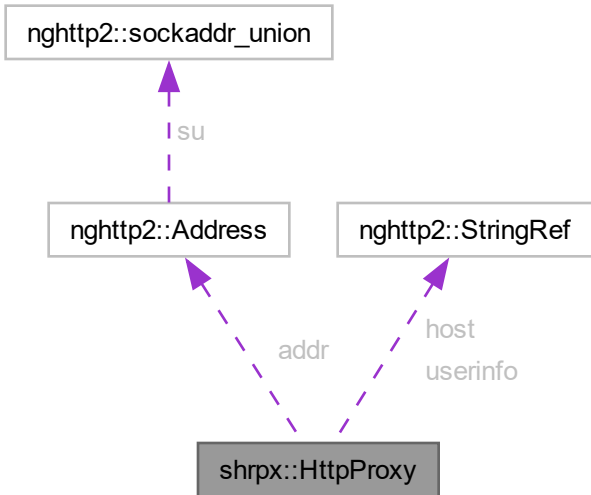 nghttp2::sockaddr_union
su
nghttp2::Address
nghttp2::StringRef
addr
host
userinfo
shrpx::HttpProxy